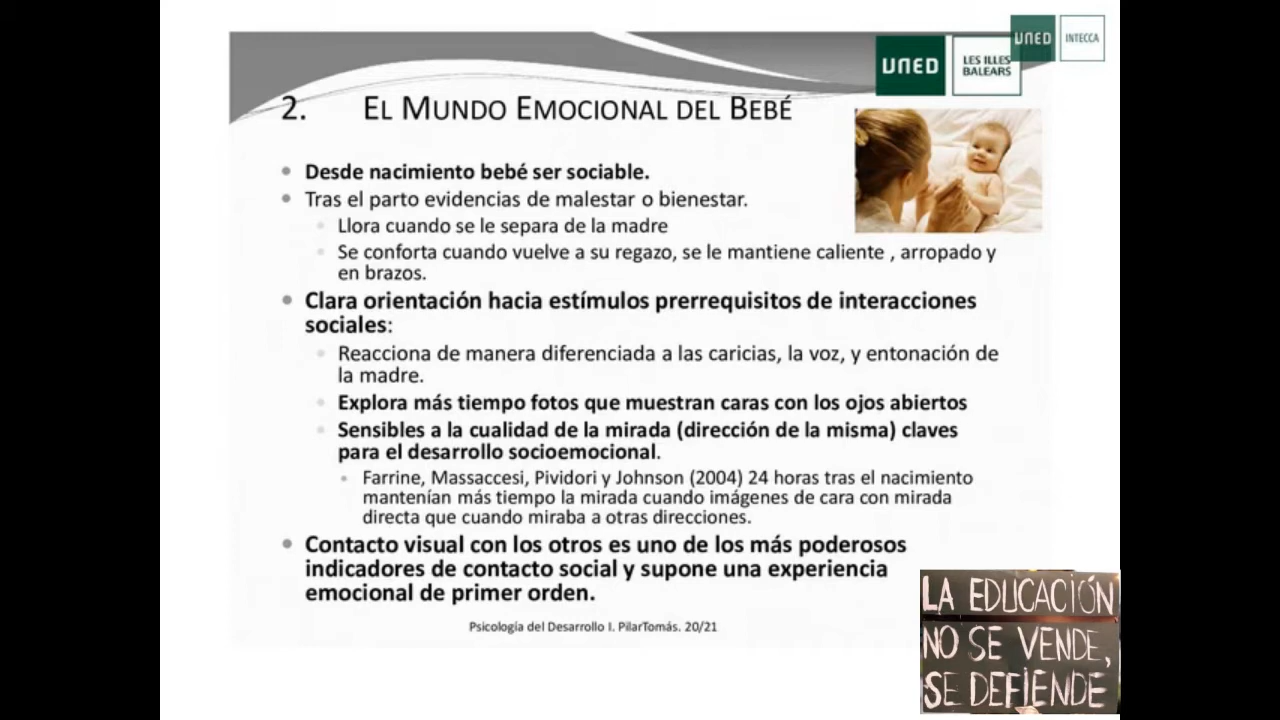 UNED
INTECCA
UNED
LES ILLES
BALEARS
2. EL MUNDO EMOCIONAL DEL BEBÉ
• Desde nacimiento bebé ser sociable.
• Tras el parto evidencias de malestar o bienestar.
• Llora cuando se le separa de la madre
• Se conforta cuando vuelve a su regazo, se le mantiene caliente , arropado y
en brazos.
• Clara orientación hacia estímulos prerrequisitos de interacciones
sociales:
• Reacciona de manera diferenciada a las caricias, la voz, y entonación de
la madre.
• Explora más tiempo fotos que muestran caras con los ojos abiertos
• Sensibles a la cualidad de la mirada (dirección de la misma) claves
para el desarrollo socioemocional.
• Farrine, Massaccesi, Pividori y Johnson (2004) 24 horas tras el nacimiento
mantenían más tiempo la mirada cuando imágenes de cara con mirada
directa que cuando miraba a otras direcciones.
• Contacto visual con los otros es uno de los más poderosos
indicadores de contacto social y supone una experiencia
emocional de primer orden.
Psicología del Desarrollo I. PilarTomás. 20/21
LA EDUCACIÓN
NO SE VENDE,
SE DEFIENDE